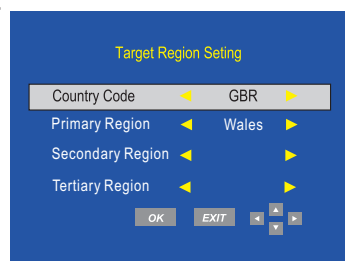 Target Region Seting
Country Code ◀ GBR ▶
Primary Region ◀ Wales ▶
Secondary Region ◀ ▶
Tertiary Region ◀ ▶
OK EXIT ◀ ▲ ▼ ▶